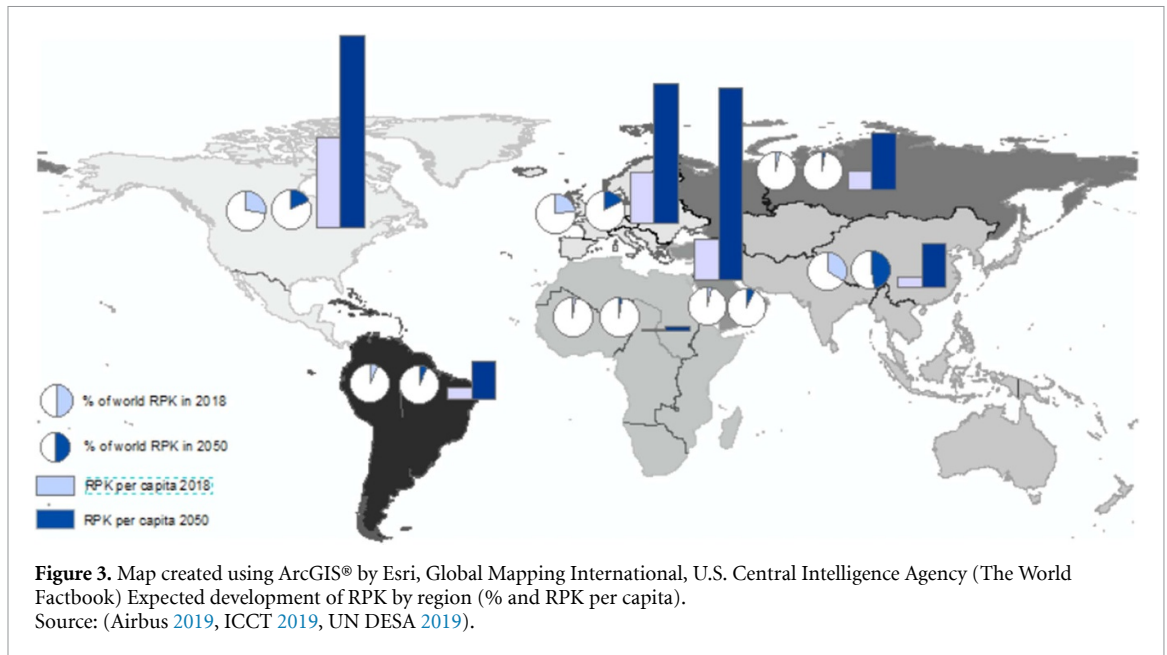 % of world RPK in 2018
% of world RPK in 2050
RPK per capita 2018
RPK per capita 2050
Figure 3. Map created using ArcGIS® by Esri, Global Mapping International, U.S. Central Intelligence Agency (The World
Factbook) Expected development of RPK by region (% and RPK per capita).
Source: (Airbus 2019, ICCT 2019, UN DESA 2019).